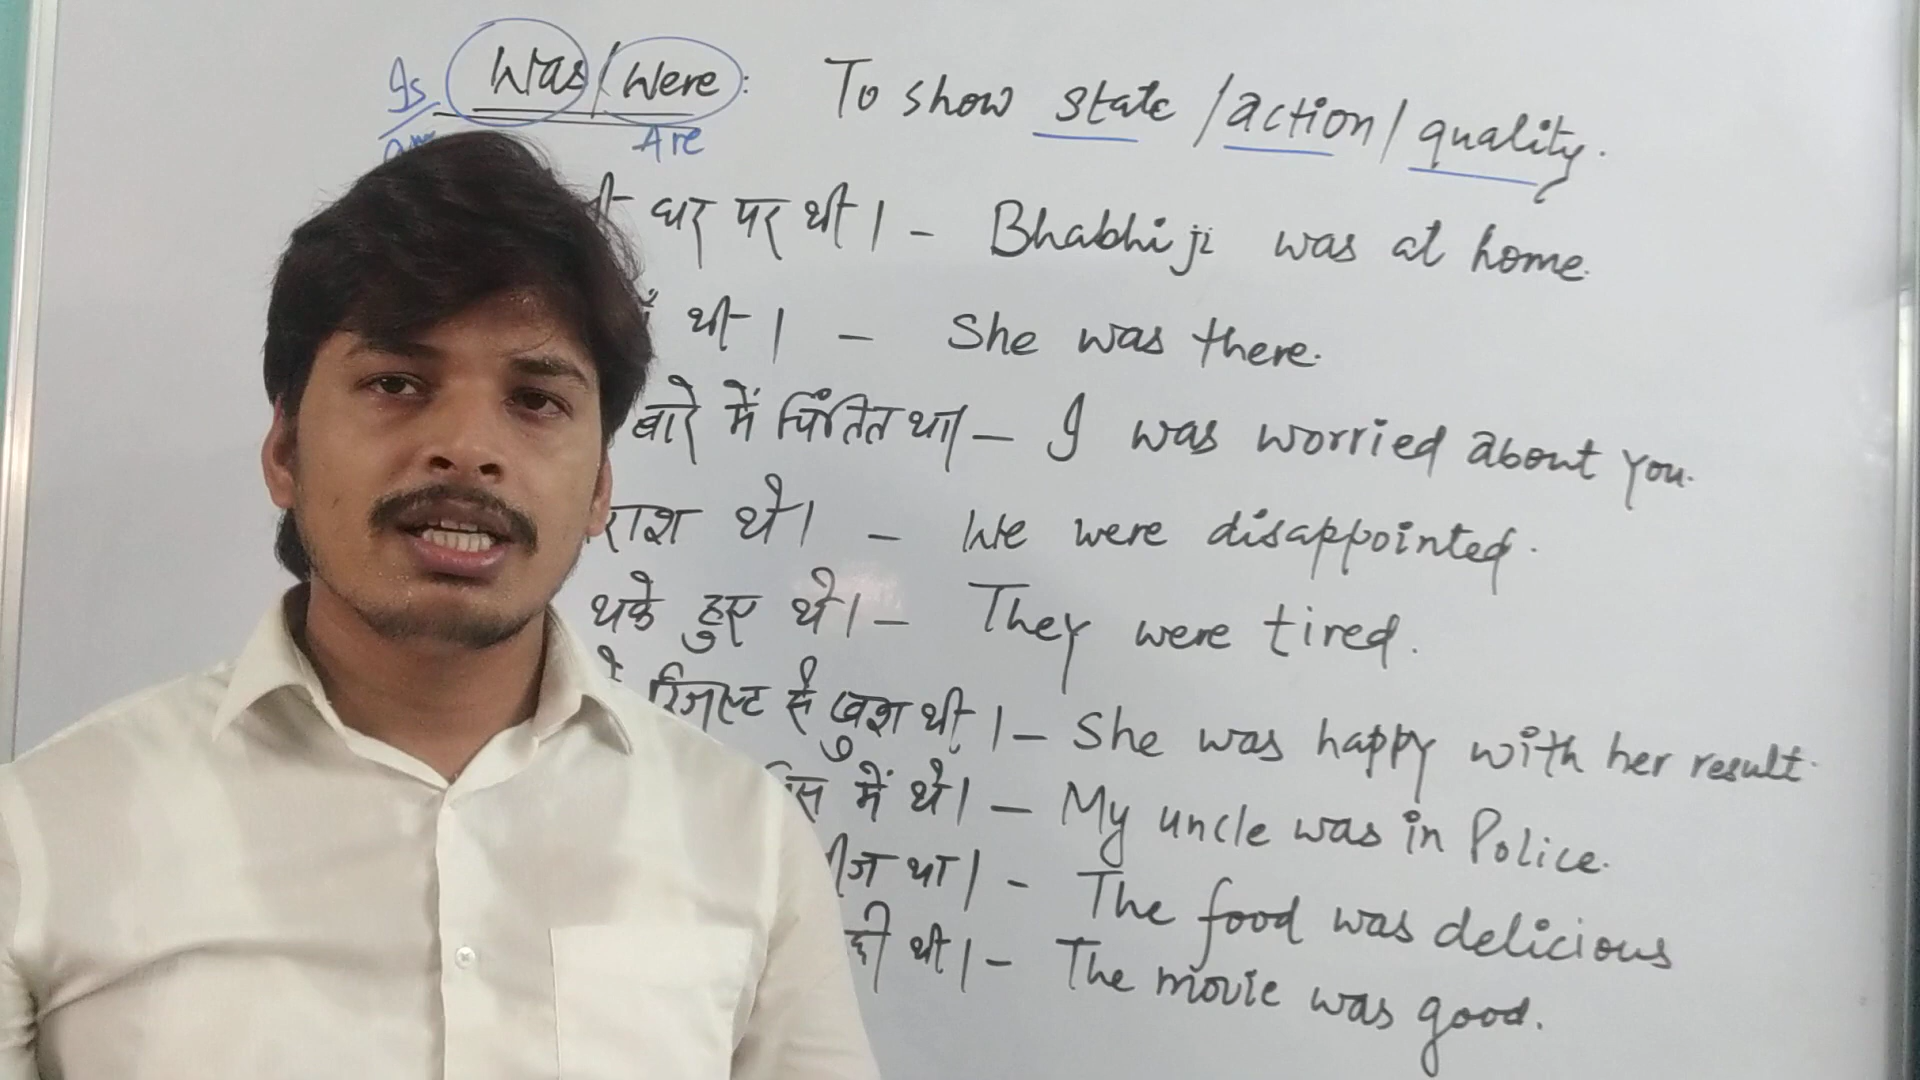 Is Was/Were: To show state/action/quality.
am Are
घर पर थी। - Bhabhi ji was at home.
थी। - She was there.
बारे में चिंतित था - I was worried about you.
राश थे। - We were disappointed.
थके हुए थे। - They were tired.
रिजल्ट से खुश थी। - She was happy with her result.
में थे। - My uncle was in Police.
था। - The food was delicious
थी। - The movie was good.